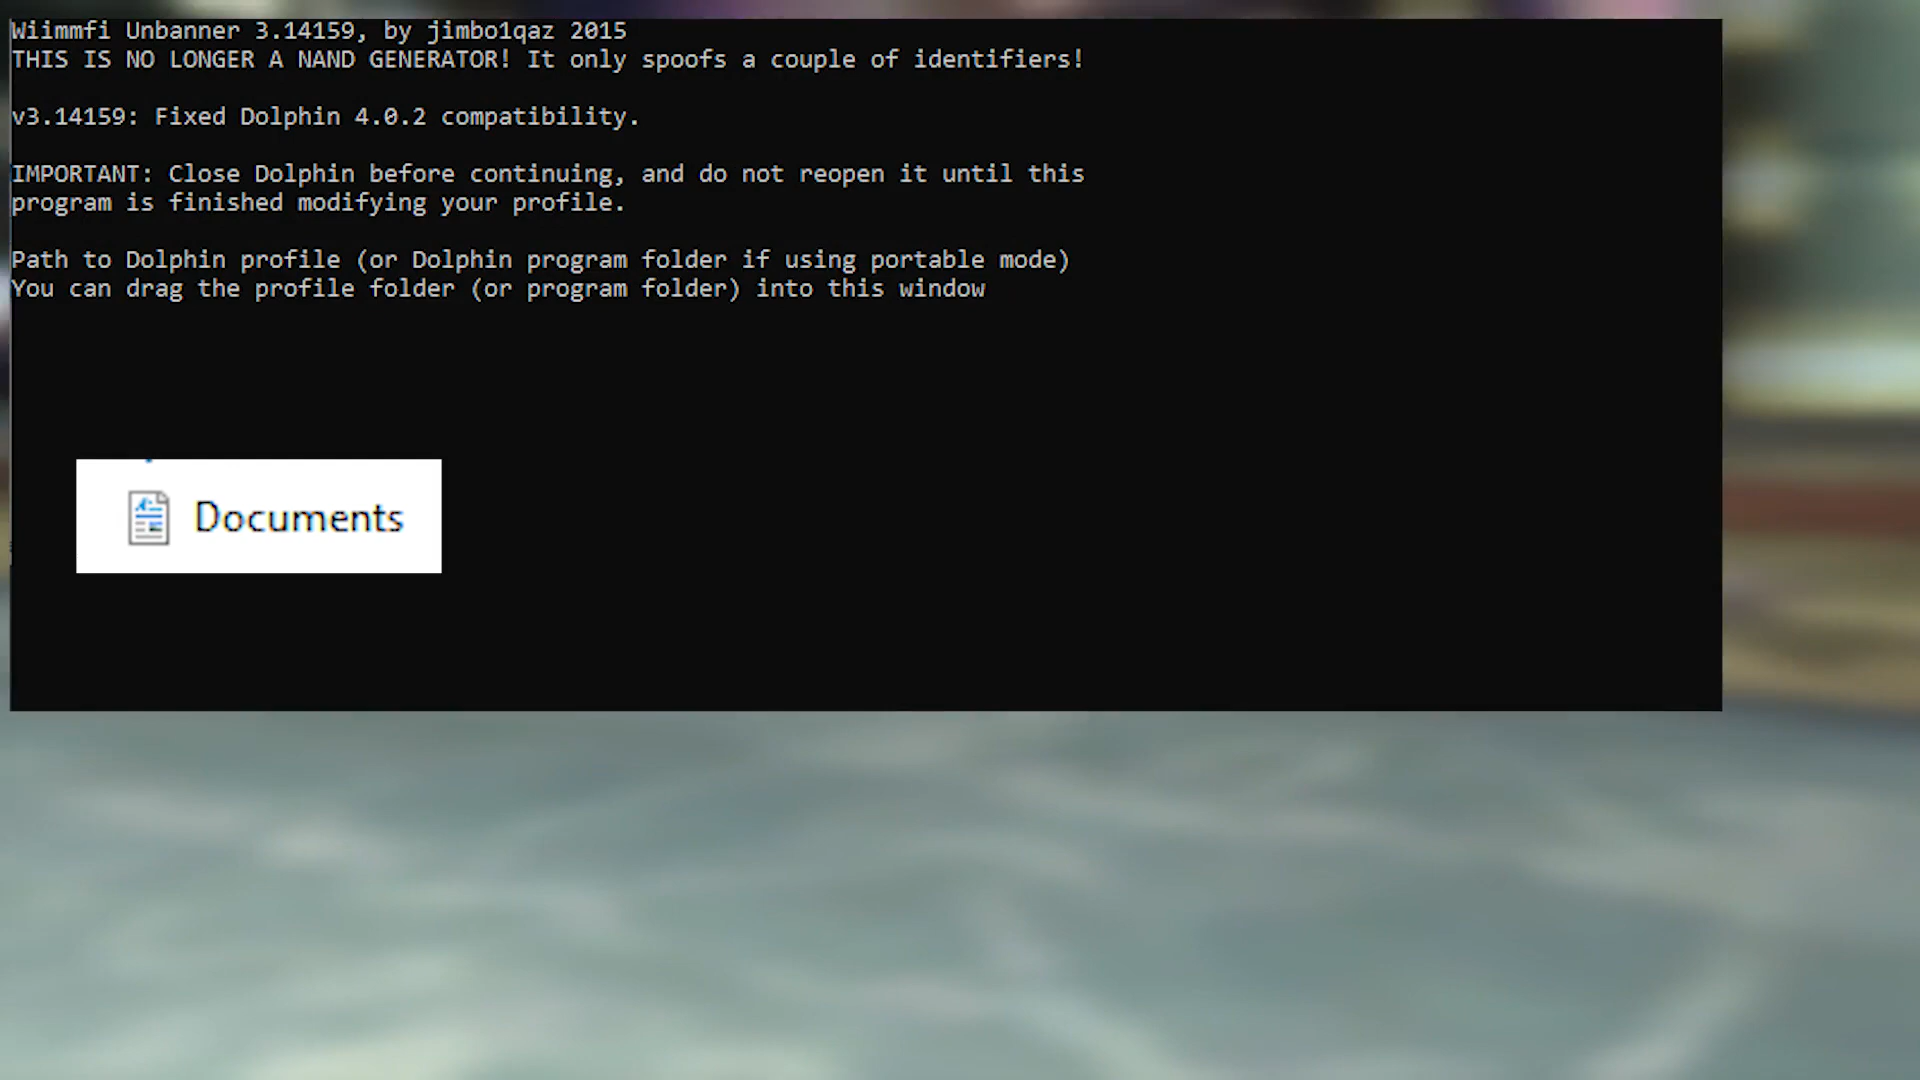 Wiimmfi Unbanner 3.14159, by jimbo1qaz 2015
THIS IS NO LONGER A NAND GENERATOR! It only spoofs a couple of identifiers!
v3.14159: Fixed Dolphin 4.0.2 compatibility.
IMPORTANT: Close Dolphin before continuing, and do not reopen it until this
program is finished modifying your profile.
Path to Dolphin profile (or Dolphin program folder if using portable mode)
You can drag the profile folder (or program folder) into this window
Documents